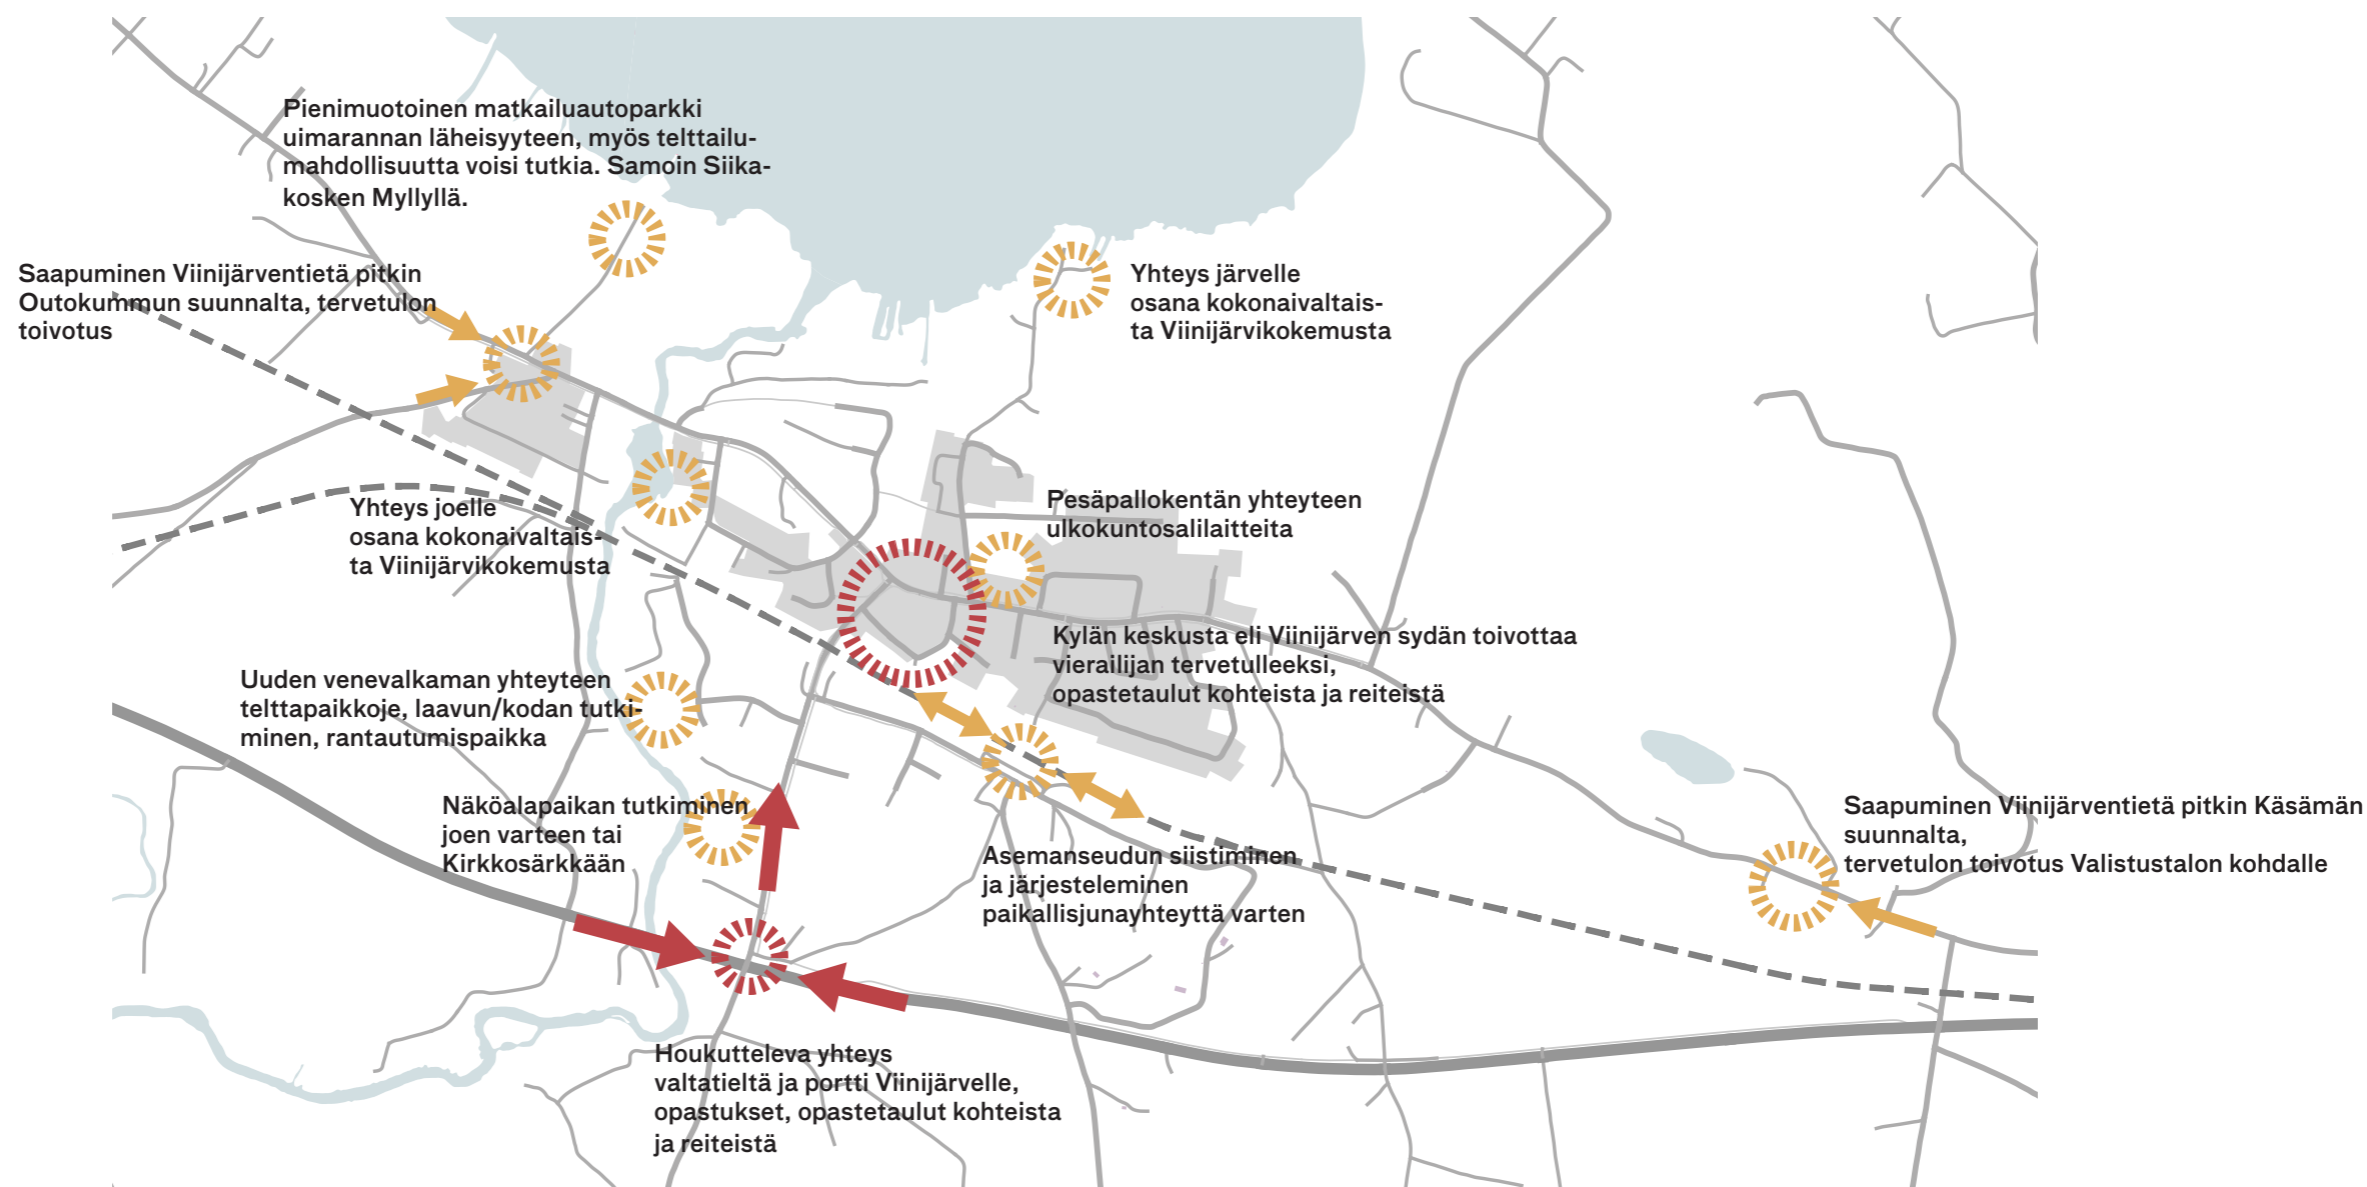 Pienimuotoinen matkailuautoparkki
uimarannan läheisyyteen, myös telttailu-
mahdollisuutta voisi tutkia. Samoin Siika-
kosken Myllyllä.
Saapuminen Viinijärventietä pitkin
Outokummun suunnalta, tervetulon
toivotus
Yhteys järvelle
osana kokonaivaltais-
ta Viinijärvikokemusta
Yhteys joelle
osana kokonaivaltais-
ta Viinijärvikokemusta
Pesäpallokentän yhteyteen
ulkokuntosalilaitteita
Kylän keskusta eli Viinijärven sydän toivottaa
vierailijan tervetulleeksi,
opastetaulut kohteista ja reiteistä
Uuden venevalkaman yhteyteen
telttapaikkoje, laavun/kodan tutki-
minen, rantautumispaikka
Näköalapaikan tutkiminen
joen varteen tai
Kirkkosärkkään
Asemanseudun siistiminen
ja järjesteleminen
paikallisjunayhteyttä varten
Saapuminen Viinijärventietä pitkin Käsämän
suunnalta,
tervetulon toivotus Valistustalon kohdalle
Houkutteleva yhteys
valtatieltä ja portti Viinijärvelle,
opastukset, opastetaulut kohteista
ja reiteistä